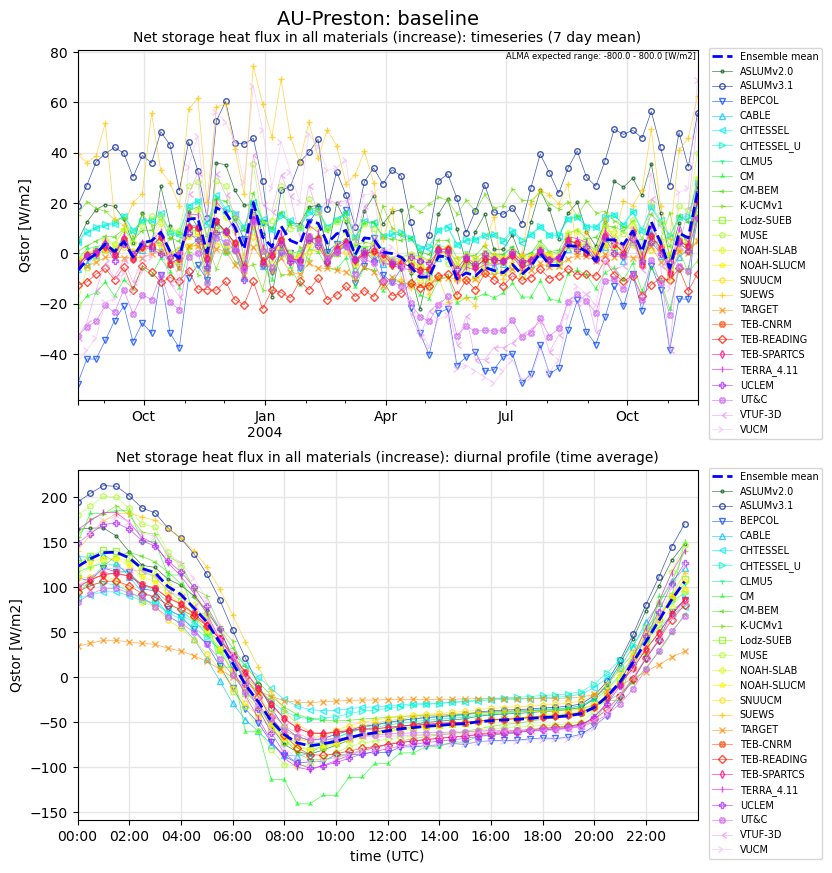 AU-Preston: baseline
Net storage heat flux in all materials (increase): timeseries (7 day mean)
ALMA expected range: -800.0 - 800.0 [W/m2]
Qstor [W/m2]
80
60
40
20
0
−20
−40
Oct
Jan
2004
Apr
Jul
Oct
Ensemble mean
ASLUMv2.0
ASLUMv3.1
BEPCOL
CABLE
CHTESSEL
CHTESSEL_U
CLMU5
CM
CM-BEM
K-UCMv1
Lodz-SUEB
MUSE
NOAH-SLAB
NOAH-SLUCM
SNUUCM
SUEWS
TARGET
TEB-CNRM
TEB-READING
TEB-SPARTCS
TERRA_4.11
UCLEM
UT&C
VTUF-3D
VUCM
Net storage heat flux in all materials (increase): diurnal profile (time average)
Qstor [W/m2]
200
150
100
50
0
−50
−100
−150
00:00
02:00
04:00
06:00
08:00
10:00
12:00
14:00
16:00
18:00
20:00
22:00
time (UTC)
Ensemble mean
ASLUMv2.0
ASLUMv3.1
BEPCOL
CABLE
CHTESSEL
CHTESSEL_U
CLMU5
CM
CM-BEM
K-UCMv1
Lodz-SUEB
MUSE
NOAH-SLAB
NOAH-SLUCM
SNUUCM
SUEWS
TARGET
TEB-CNRM
TEB-READING
TEB-SPARTCS
TERRA_4.11
UCLEM
UT&C
VTUF-3D
VUCM